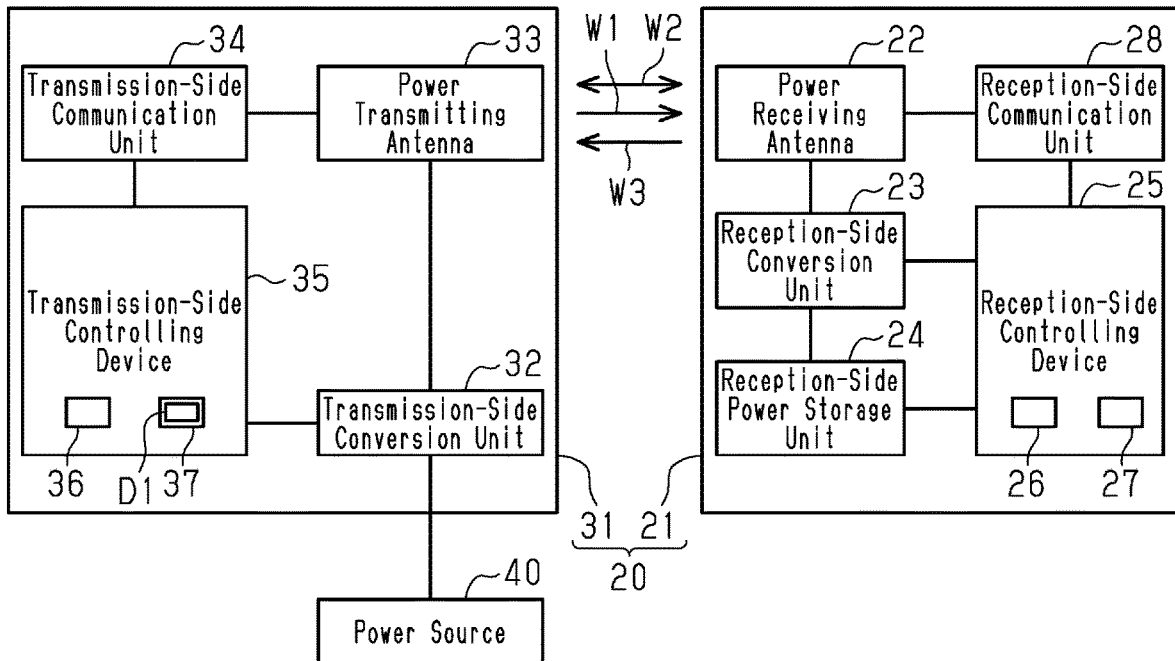 34
33
W1
W2
22
28
Transmission-Side
Communication
Unit
Power
Transmitting
Antenna
Power
Receiving
Antenna
Reception-Side
Communication
Unit
W3
23
25
35
Reception-Side
Conversion
Unit
Transmission-Side
Controlling
Device
Reception-Side
Controlling
Device
32
24
Transmission-Side
Conversion Unit
Reception-Side
Power Storage
Unit
36
D1
37
26
27
31
21
20
40
Power Source